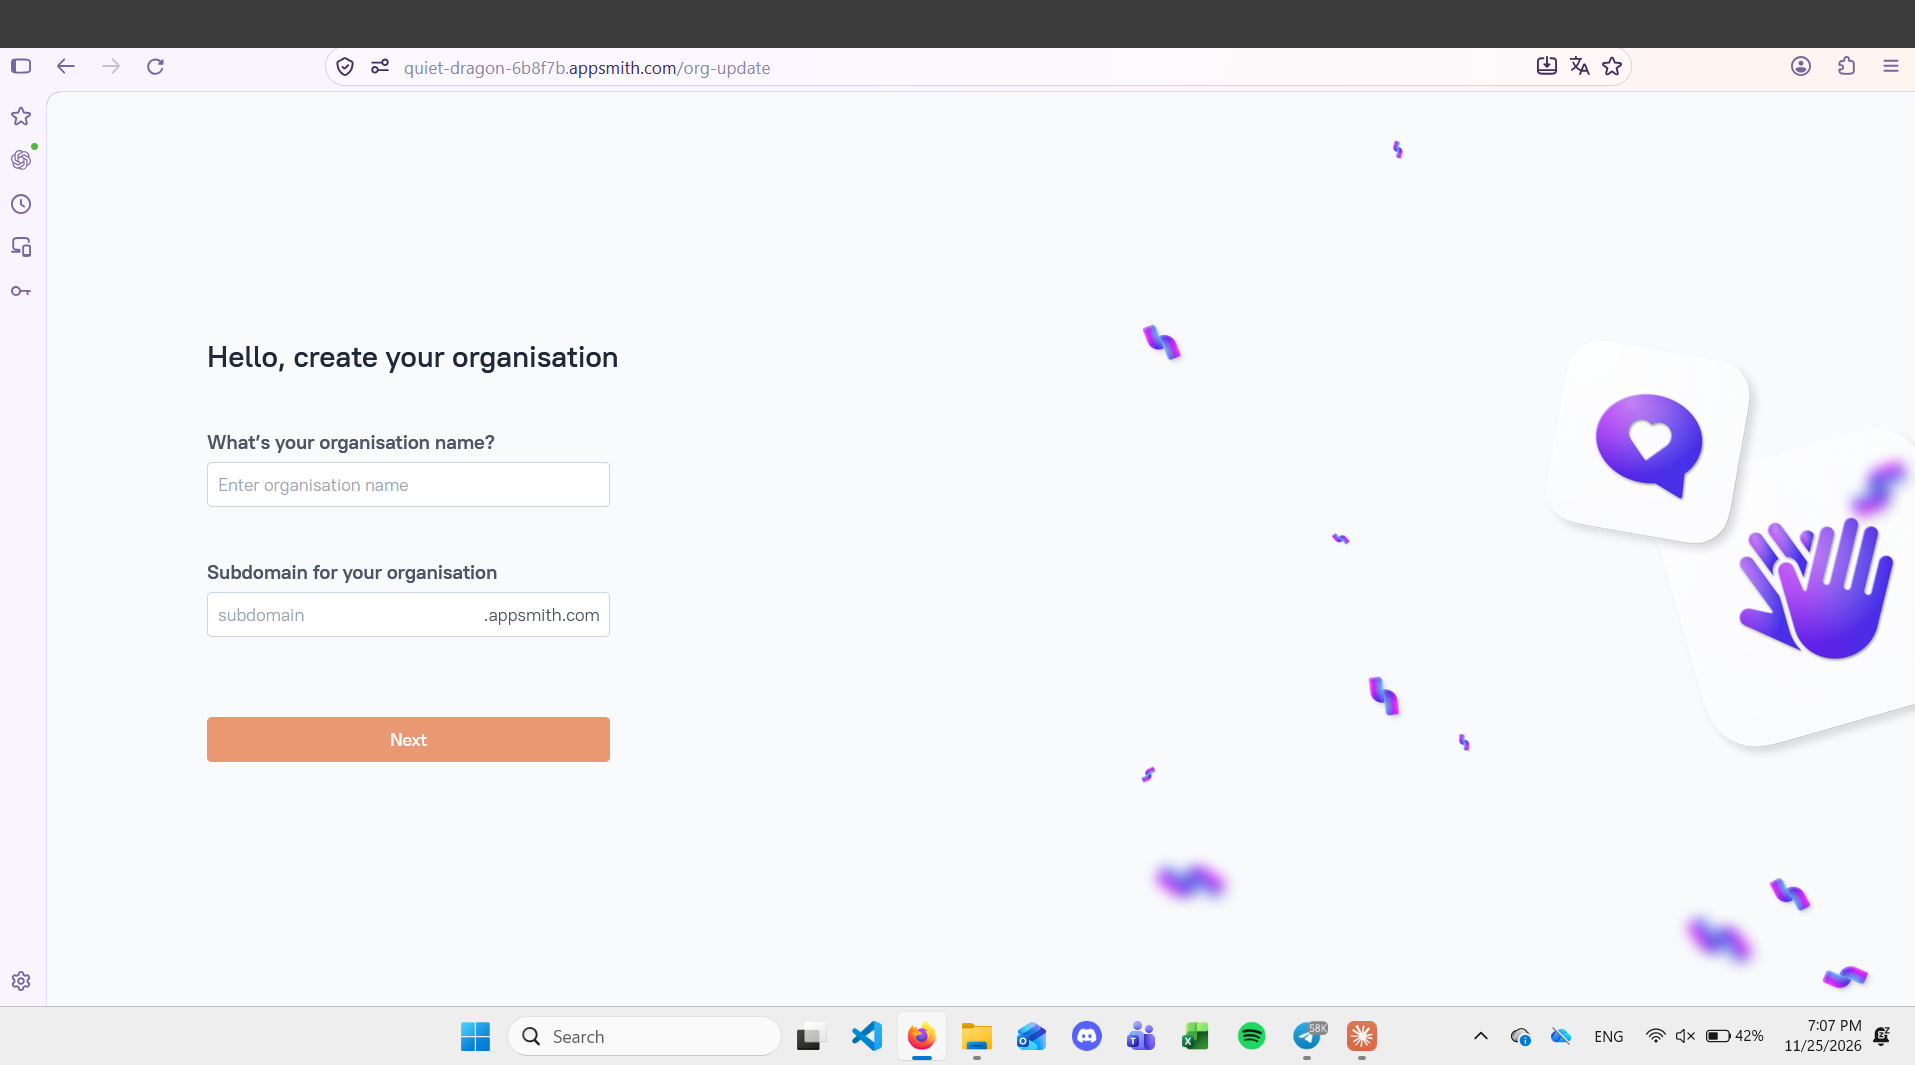 quiet-dragon-6b8f7b.appsmith.com/org-update
Hello, create your organisation
What's your organisation name?
Enter organisation name
Subdomain for your organisation
subdomain .appsmith.com
Next
Search
58K
ENG
42%
7:07 PM
11/25/2026